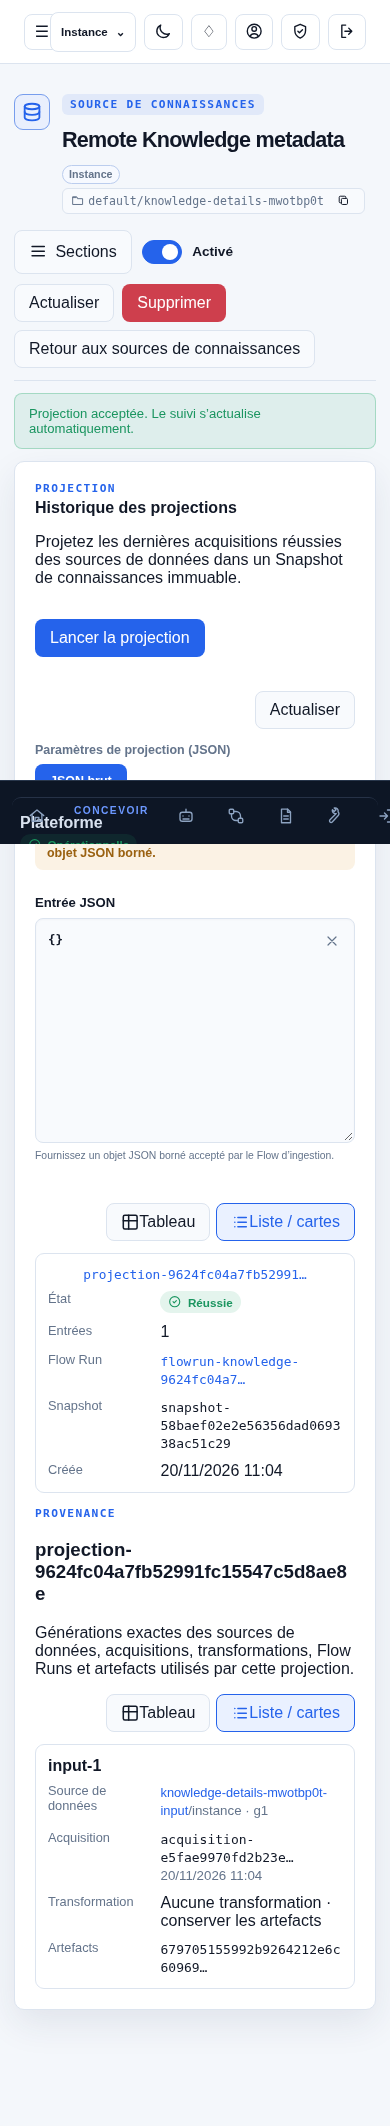 Instance
SOURCE DE CONNAISSANCES
Remote Knowledge metadata
Instance
default/knowledge-details-mwotbp0t
Sections
Activé
Actualiser
Supprimer
Retour aux sources de connaissances
Projection acceptée. Le suivi s’actualise
automatiquement.
PROJECTION
Historique des projections
Projetez les dernières acquisitions réussies
des sources de données dans un Snapshot
de connaissances immuable.
Lancer la projection
Actualiser
Paramètres de projection (JSON)
JSON brut
CONCEVOIR
Plateforme
Opérationnelle
objet JSON borné.
Entrée JSON
{}
Fournissez un objet JSON borné accepté par le Flow d’ingestion.
Tableau
Liste / cartes
projection-9624fc04a7fb52991…
État
Réussie
Entrées
1
Flow Run
flowrun-knowledge-
9624fc04a7…
Snapshot
snapshot-
58baef02e2e56356dad0693
38ac51c29
Créée
20/11/2026 11:04
PROVENANCE
projection-
9624fc04a7fb52991fc15547c5d8ae8
e
Générations exactes des sources de
données, acquisitions, transformations, Flow
Runs et artefacts utilisés par cette projection.
Tableau
Liste / cartes
input-1
Source de
données
knowledge-details-mwotbp0t-
input/instance · g1
Acquisition
acquisition-
e5fae9970fd2b23e…
20/11/2026 11:04
Transformation
Aucune transformation ·
conserver les artefacts
Artefacts
679705155992b9264212e6c
60969…